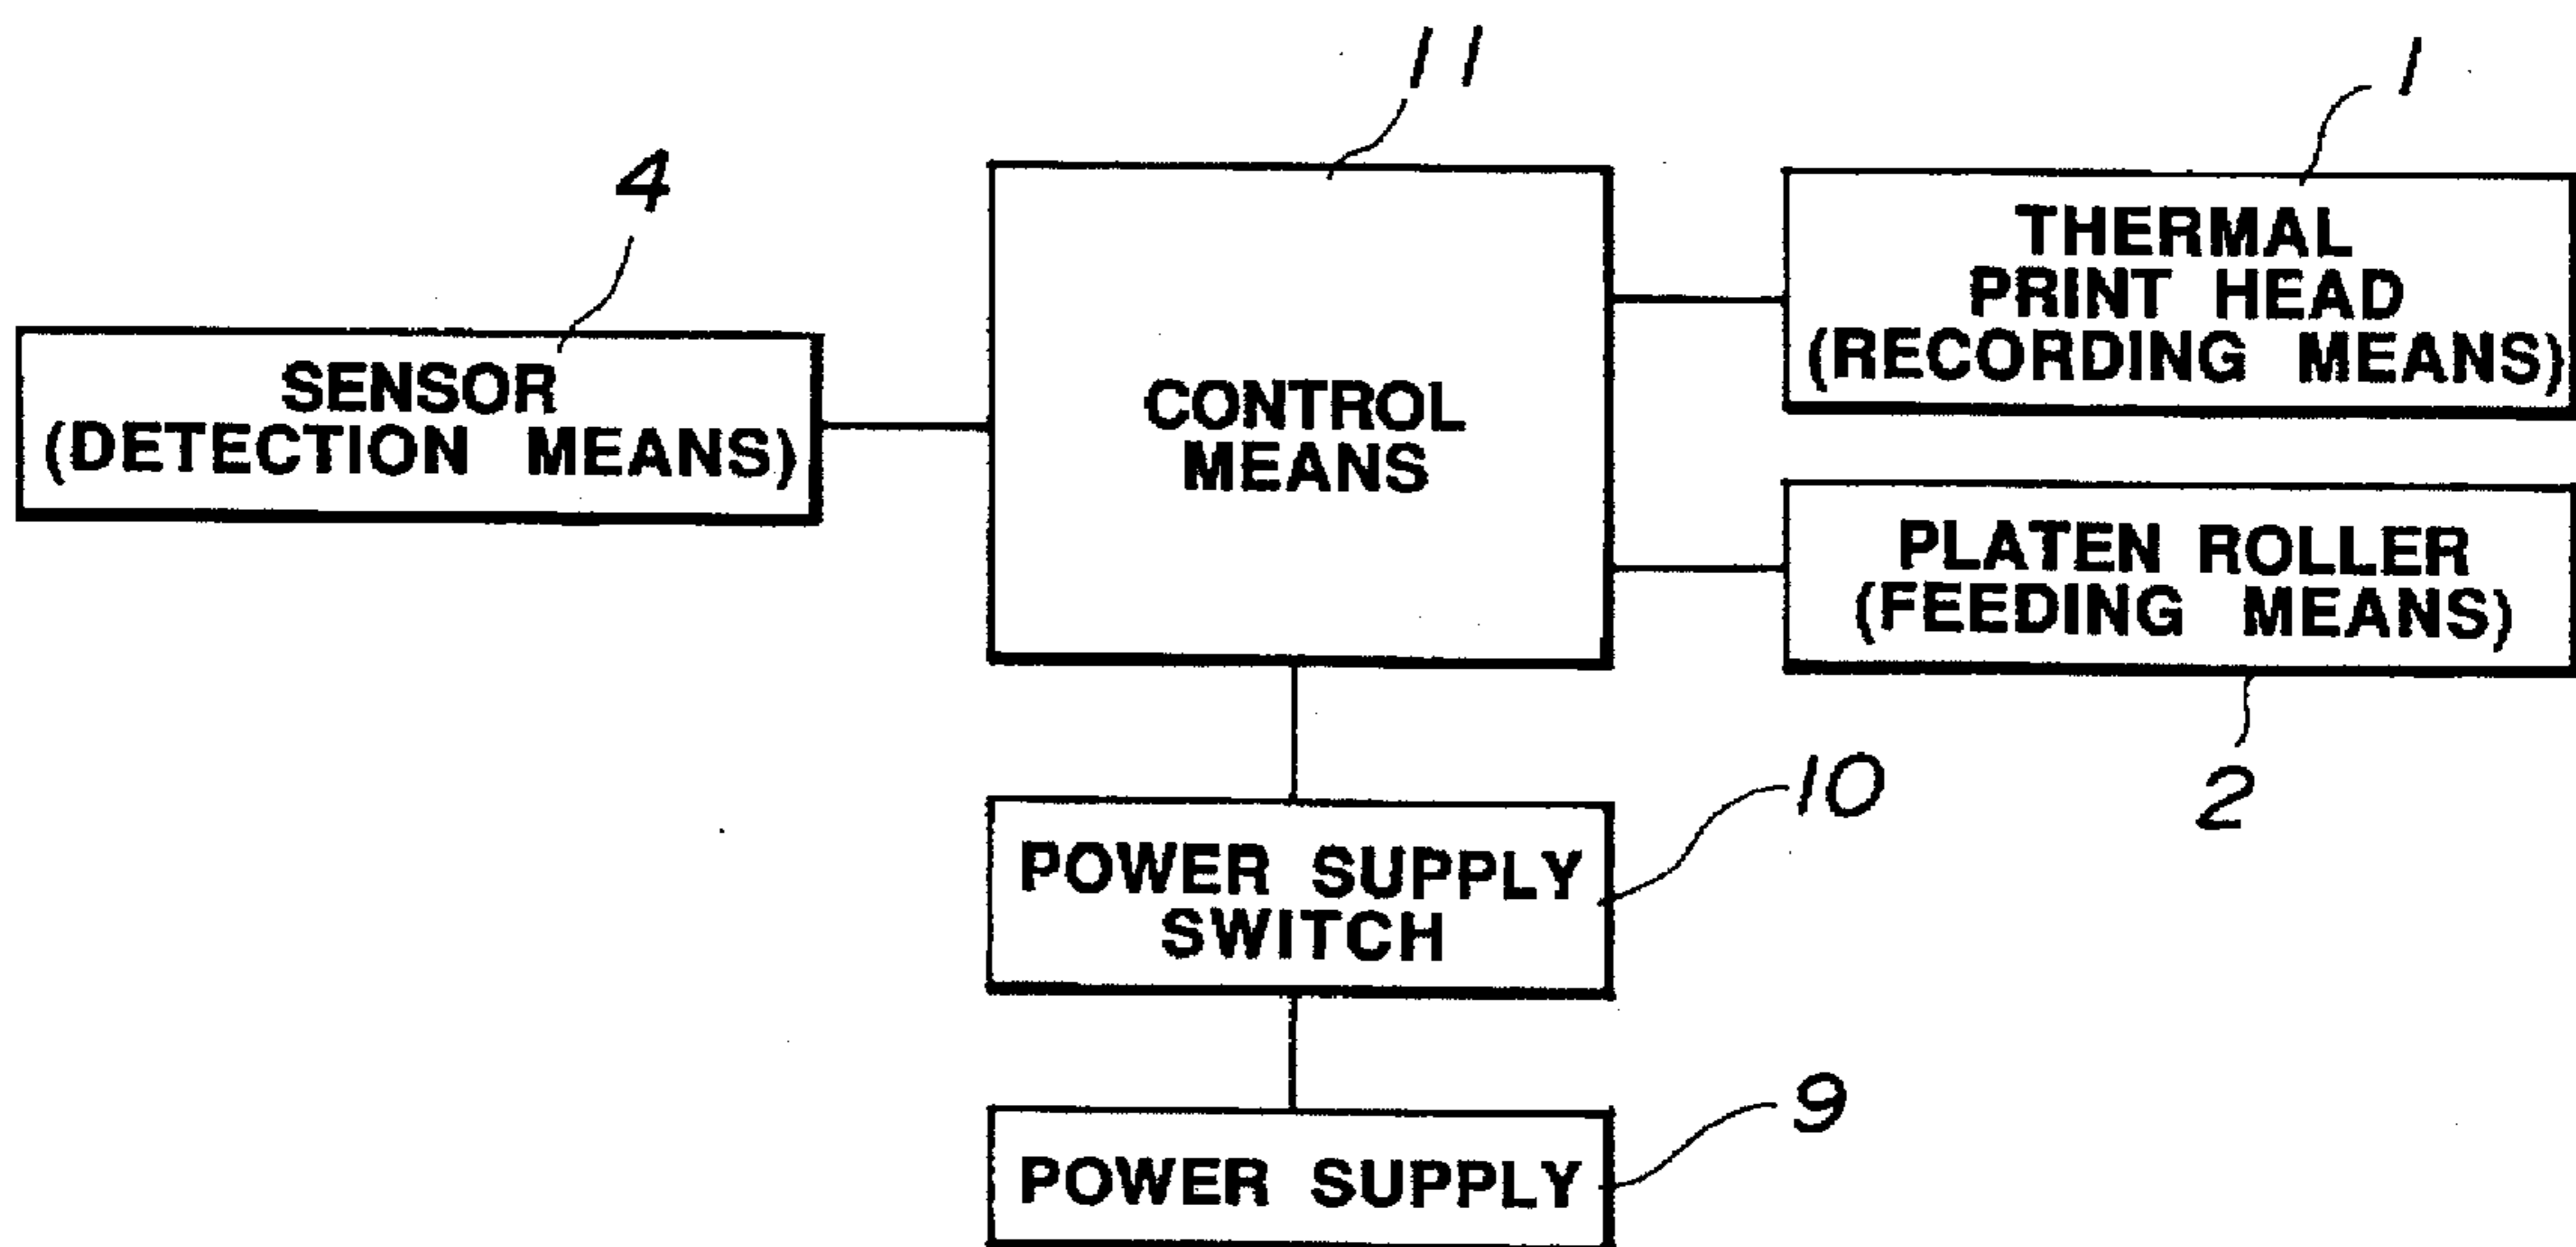 11
1
4
THERMAL
PRINT HEAD
(RECORDING MEANS)
SENSOR
(DETECTION MEANS)
CONTROL
MEANS
PLATEN ROLLER
(FEEDING MEANS)
2
10
POWER SUPPLY
SWITCH
9
POWER SUPPLY